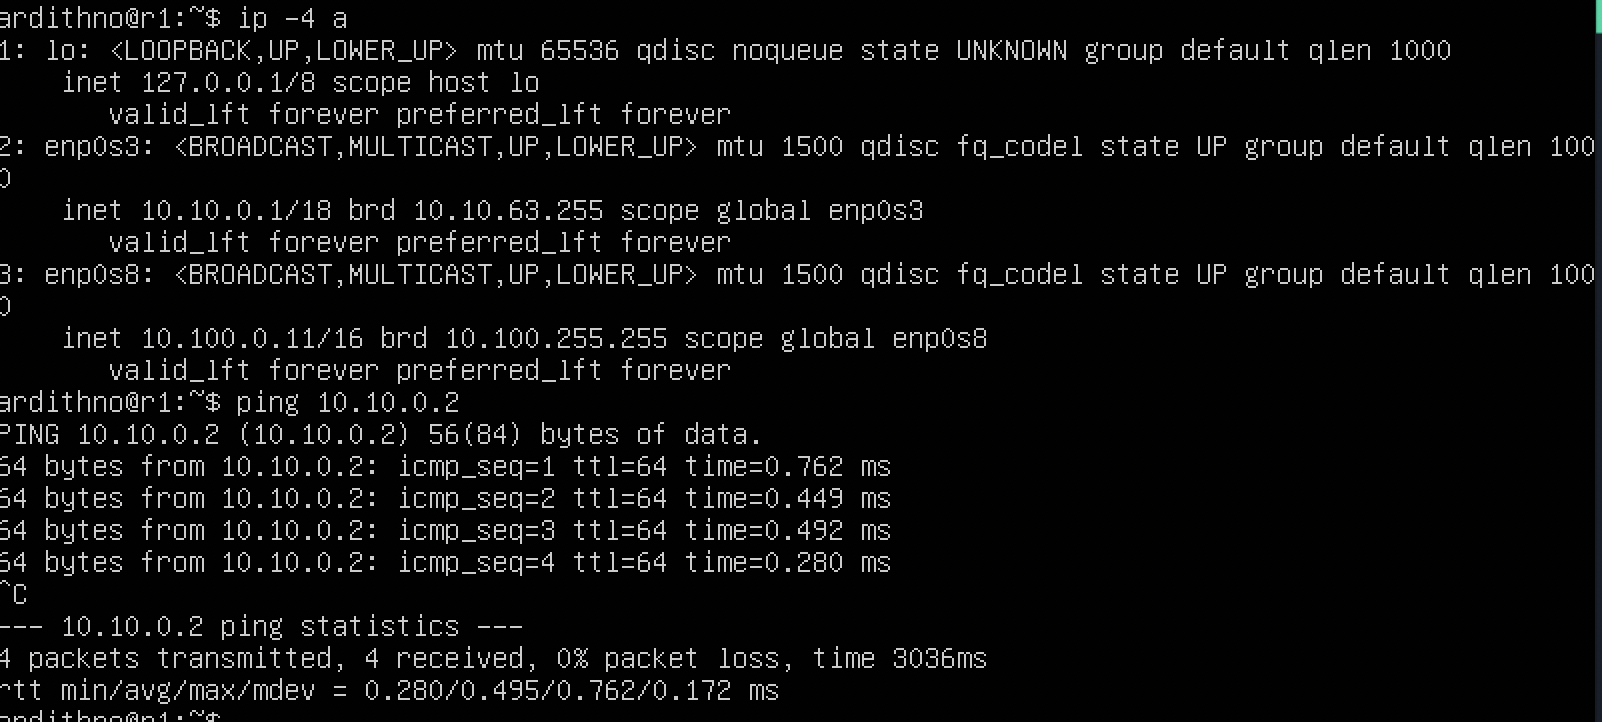 ardithno@r1:~$ ip -4 a
1: lo: <LOOPBACK,UP,LOWER_UP> mtu 65536 qdisc noqueue state UNKNOWN group default qlen 1000
    inet 127.0.0.1/8 scope host lo
       valid_lft forever preferred_lft forever
2: enp0s3: <BROADCAST,MULTICAST,UP,LOWER_UP> mtu 1500 qdisc fq_codel state UP group default qlen 100
0
    inet 10.10.0.1/18 brd 10.10.63.255 scope global enp0s3
       valid_lft forever preferred_lft forever
3: enp0s8: <BROADCAST,MULTICAST,UP,LOWER_UP> mtu 1500 qdisc fq_codel state UP group default qlen 100
0
    inet 10.100.0.11/16 brd 10.100.255.255 scope global enp0s8
       valid_lft forever preferred_lft forever
ardithno@r1:~$ ping 10.10.0.2
PING 10.10.0.2 (10.10.0.2) 56(84) bytes of data.
64 bytes from 10.10.0.2: icmp_seq=1 ttl=64 time=0.762 ms
64 bytes from 10.10.0.2: icmp_seq=2 ttl=64 time=0.449 ms
64 bytes from 10.10.0.2: icmp_seq=3 ttl=64 time=0.492 ms
64 bytes from 10.10.0.2: icmp_seq=4 ttl=64 time=0.280 ms
^C
--- 10.10.0.2 ping statistics ---
4 packets transmitted, 4 received, 0% packet loss, time 3036ms
rtt min/avg/max/mdev = 0.280/0.495/0.762/0.172 ms
ardithno@r1:~$